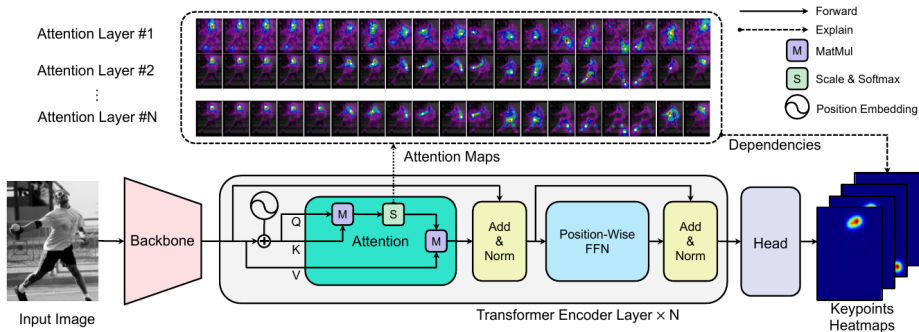 Attention Layer #1
Attention Layer #2
⋮
Attention Layer #N
Forward
Explain
M MatMul
S Scale & Softmax
Position Embedding
Attention Maps
Dependencies
Input Image
Backbone
Q
K
V
M
S
M
Attention
Add
&
Norm
Position-Wise
FFN
Add
&
Norm
Transformer Encoder Layer × N
Head
Keypoints
Heatmaps